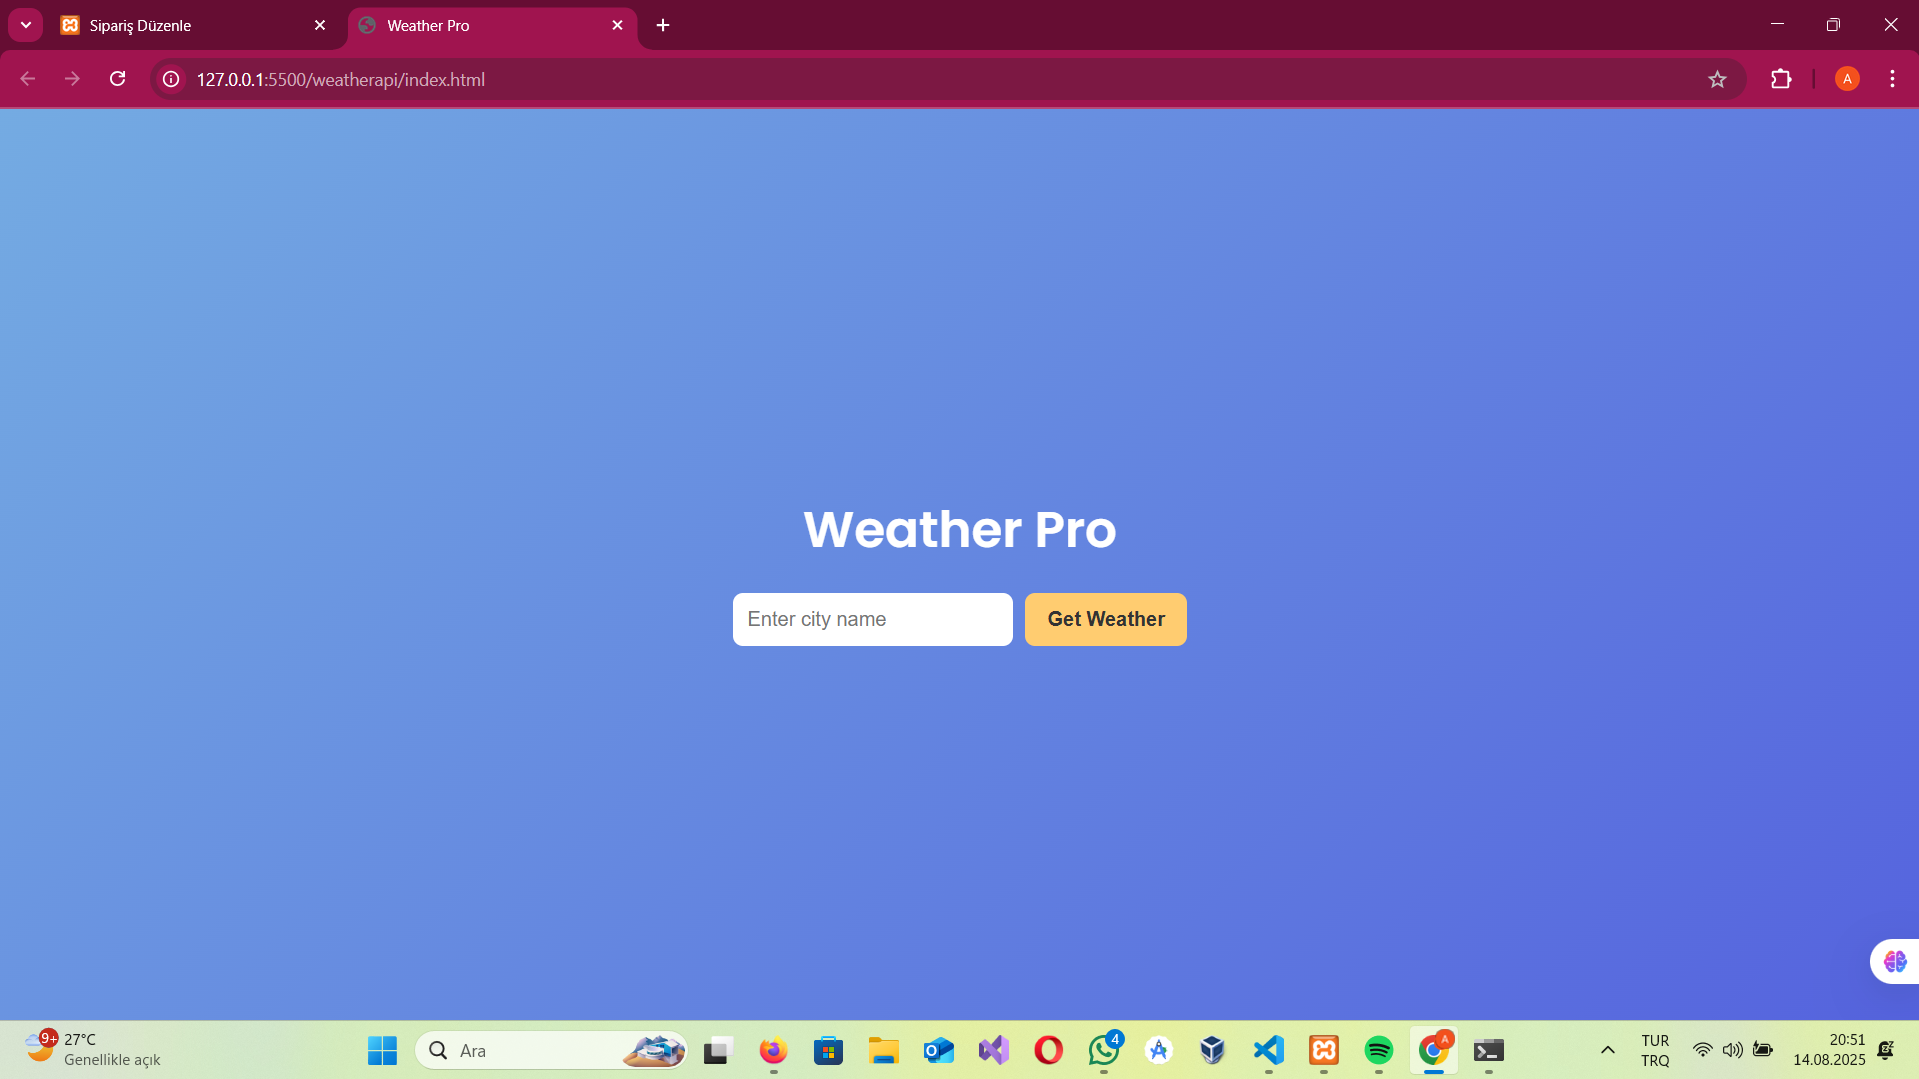 Sipariş Düzenle
Weather Pro
127.0.0.1:5500/weatherapi/index.html
A
Weather Pro
Enter city name
Get Weather
9+
27°C
Genellikle açık
Ara
4
A
TUR
TRQ
20:51
14.08.2025